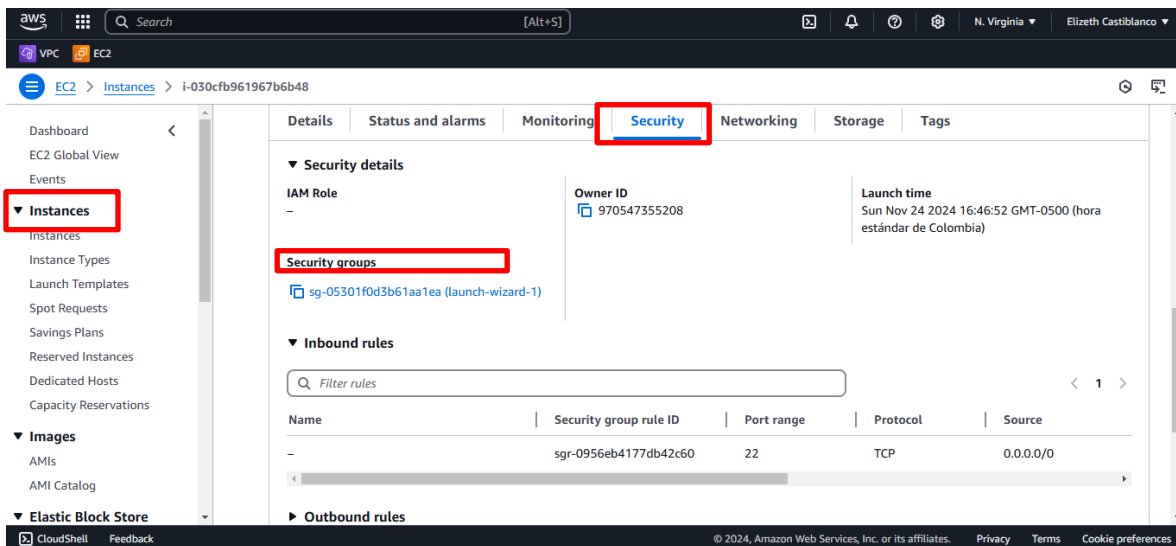 aws
Search [Alt+S] N. Virginia ▼ Elizeth Castiblanco ▼
VPC EC2
EC2 > Instances > i-030cfb961967b6b48
Dashboard
EC2 Global View
Events
▼ Instances
Instances
Instance Types
Launch Templates
Spot Requests
Savings Plans
Reserved Instances
Dedicated Hosts
Capacity Reservations
▼ Images
AMIs
AMI Catalog
▼ Elastic Block Store
Details Status and alarms Monitoring Security Networking Storage Tags
▼ Security details
IAM Role
–
Owner ID
970547355208
Launch time
Sun Nov 24 2024 16:46:52 GMT-0500 (hora
estándar de Colombia)
Security groups
sg-05301f0d3b61aa1ea (launch-wizard-1)
▼ Inbound rules
Filter rules
< 1 >
Name Security group rule ID Port range Protocol Source
– sgr-0956eb4177db42c60 22 TCP 0.0.0.0/0
▶ Outbound rules
CloudShell Feedback © 2024, Amazon Web Services, Inc. or its affiliates. Privacy Terms Cookie preferences